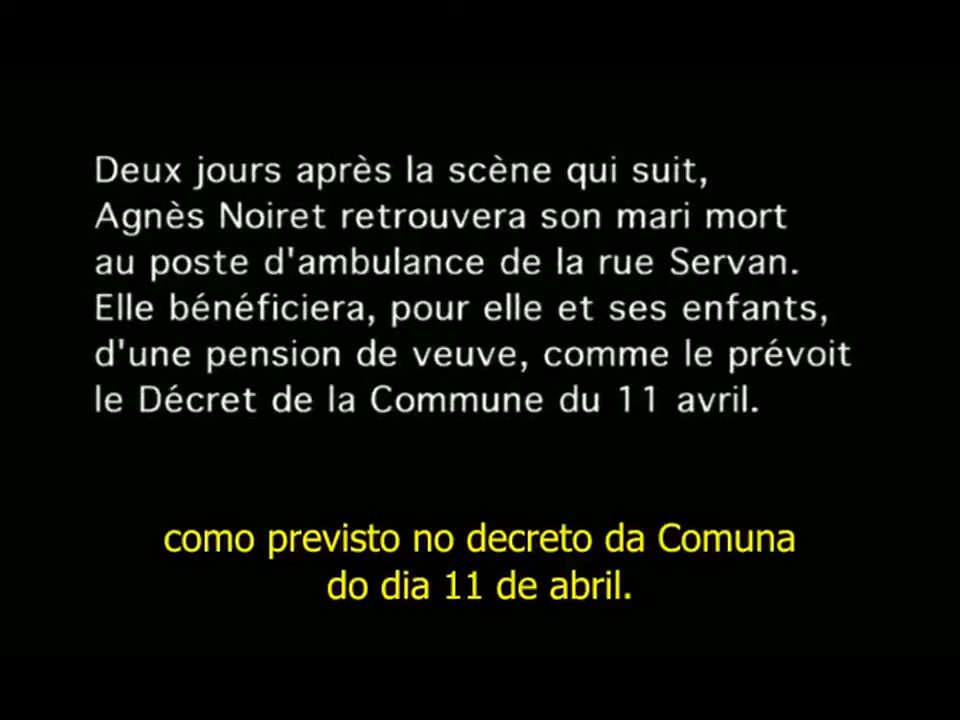 Deux jours après la scène qui suit,
Agnès Noiret retrouvera son mari mort
au poste d'ambulance de la rue Servan.
Elle bénéficiera, pour elle et ses enfants,
d'une pension de veuve, comme le prévoit
le Décret de la Commune du 11 avril.
como previsto no decreto da Comuna
do dia 11 de abril.